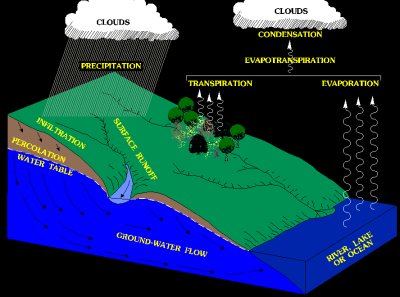 CLOUDS
CLOUDS
CONDENSATION
PRECIPITATION
EVAPOTRANSPIRATION
TRANSPIRATION
EVAPORATION
INFILTRATION
SURFACE RUNOFF
PERCOLATION
WATER TABLE
GROUND-WATER FLOW
RIVER, LAKE
OR OCEAN